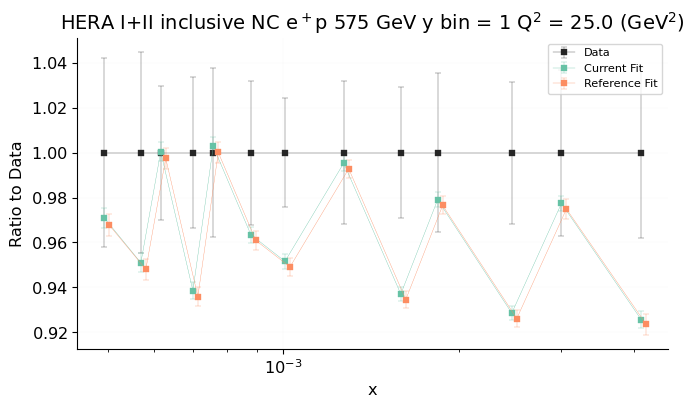 HERA I+II inclusive NC e⁺p 575 GeV y bin = 1 Q² = 25.0 (GeV²)
Data
Current Fit
Reference Fit
1.04
1.02
1.00
0.98
0.96
0.94
0.92
Ratio to Data
10⁻³
x